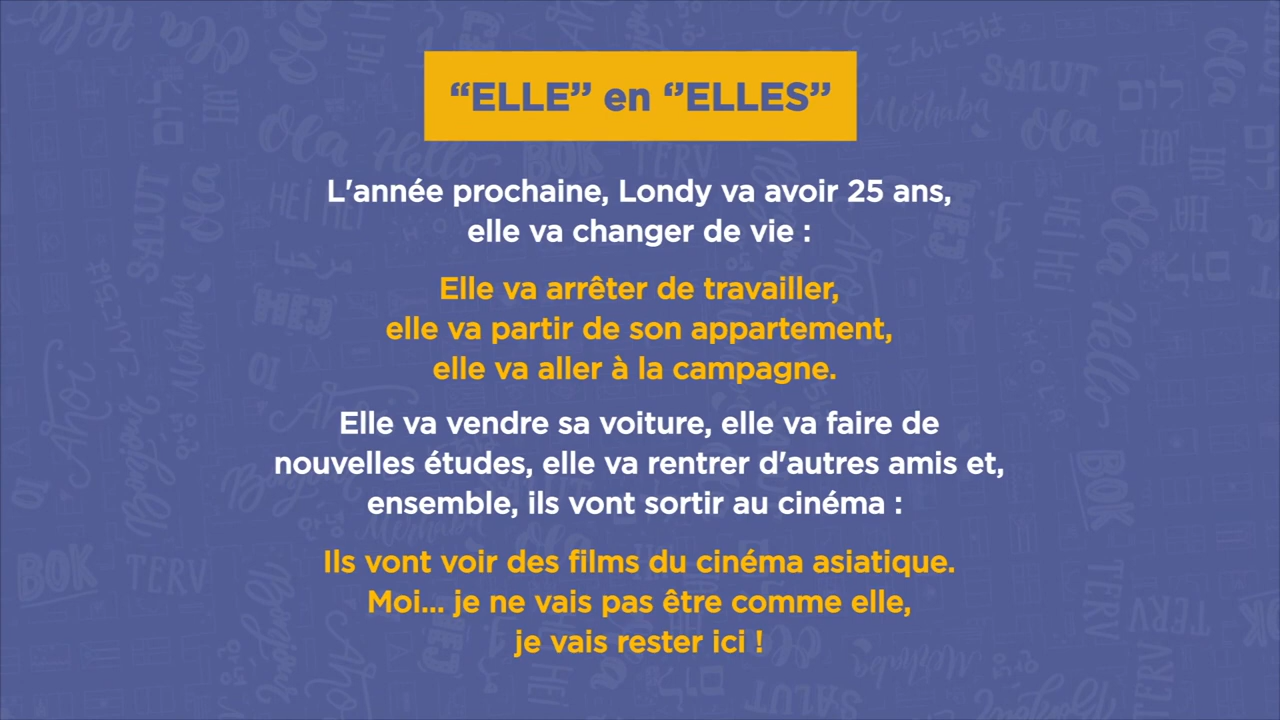 “ELLE” en “ELLES”
L'année prochaine, Londy va avoir 25 ans,
elle va changer de vie :
Elle va arrêter de travailler,
elle va partir de son appartement,
elle va aller à la campagne.
Elle va vendre sa voiture, elle va faire de
nouvelles études, elle va rentrer d'autres amis et,
ensemble, ils vont sortir au cinéma :
Ils vont voir des films du cinéma asiatique.
Moi... je ne vais pas être comme elle,
je vais rester ici !